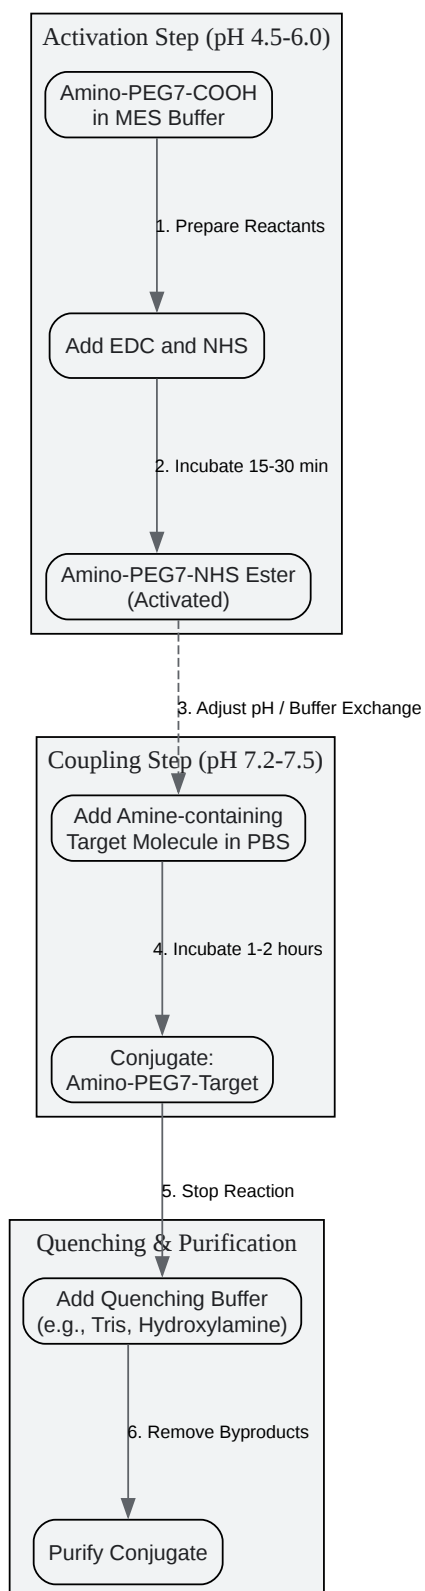 Activation Step (pH 4.5-6.0)
Amino-PEG7-COOH
in MES Buffer
1. Prepare Reactants
Add EDC and NHS
2. Incubate 15-30 min
Amino-PEG7-NHS Ester
(Activated)
3. Adjust pH / Buffer Exchange
Coupling Step (pH 7.2-7.5)
Add Amine-containing
Target Molecule in PBS
4. Incubate 1-2 hours
Conjugate:
Amino-PEG7-Target
5. Stop Reaction
Quenching & Purification
Add Quenching Buffer
(e.g., Tris, Hydroxylamine)
6. Remove Byproducts
Purify Conjugate